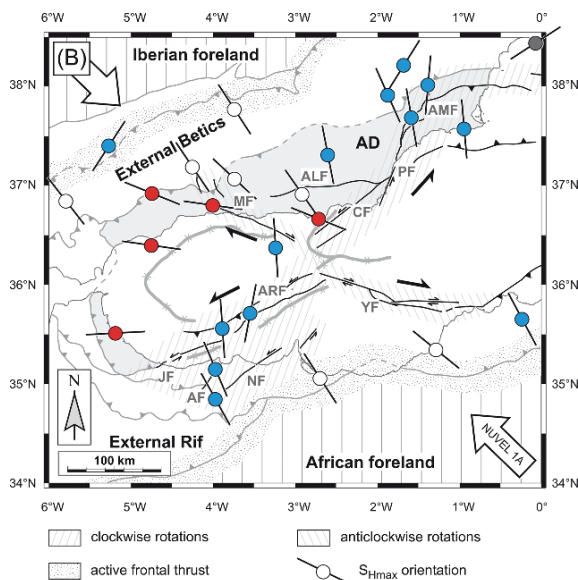 6°W 5°W 4°W 3°W 2°W 1°W 0°
(B)
Iberian foreland
38°N
38°N
AMF
External Betics
AD
ALF
PF
37°N
37°N
MF
CF
36°N
36°N
ARF
YF
35°N
35°N
JF
NF
AF
N
External Rif
NUVEL 1A
100 km
African foreland
34°N
34°N
6°W 5°W 4°W 3°W 2°W 1°W 0°
clockwise rotations
anticlockwise rotations
active frontal thrust
SHmax orientation